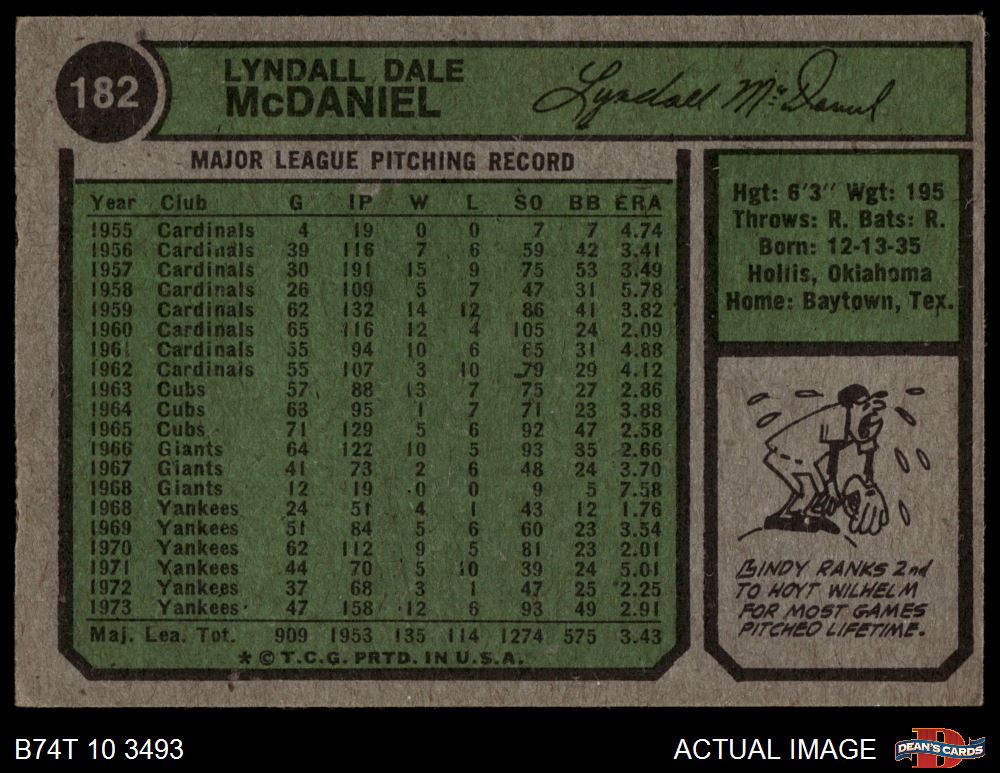 182
LYNDALL DALE
McDANIEL
Lyndall McDaniel
MAJOR LEAGUE PITCHING RECORD
Year Club G IP W L SO BB ERA
1955 Cardinals 4 19 0 0 7 7 4.74
1956 Cardinals 39 116 7 6 59 42 3.41
1957 Cardinals 30 191 15 9 75 53 3.49
1958 Cardinals 26 109 5 7 47 31 5.78
1959 Cardinals 62 132 14 12 86 41 3.82
1960 Cardinals 65 116 12 4 105 24 2.09
1961 Cardinals 55 94 10 6 65 31 4.88
1962 Cardinals 55 107 3 10 79 29 4.12
1963 Cubs 57 88 13 7 75 27 2.86
1964 Cubs 63 95 1 7 71 23 3.88
1965 Cubs 71 129 5 6 92 47 2.58
1966 Giants 64 122 10 5 93 35 2.66
1967 Giants 41 73 2 6 48 24 3.70
1968 Giants 12 19 0 0 9 5 7.58
1968 Yankees 24 51 4 1 43 12 1.76
1969 Yankees 51 84 5 6 60 23 3.54
1970 Yankees 62 112 9 5 81 23 2.01
1971 Yankees 44 70 5 10 39 24 5.01
1972 Yankees 37 68 3 1 47 25 2.25
1973 Yankees 47 158 12 6 93 49 2.91
Maj. Lea. Tot. 909 1953 135 114 1274 575 3.43
* © T.C.G. PRTD. IN U.S.A.
Hgt: 6'3" Wgt: 195
Throws: R. Bats: R.
Born: 12-13-35
Hollis, Oklahoma
Home: Baytown, Tex.
LINDY RANKS 2nd
TO HOYT WILHELM
FOR MOST GAMES
PITCHED LIFETIME.
B74T 10 3493
ACTUAL IMAGE
DEAN'S CARDS